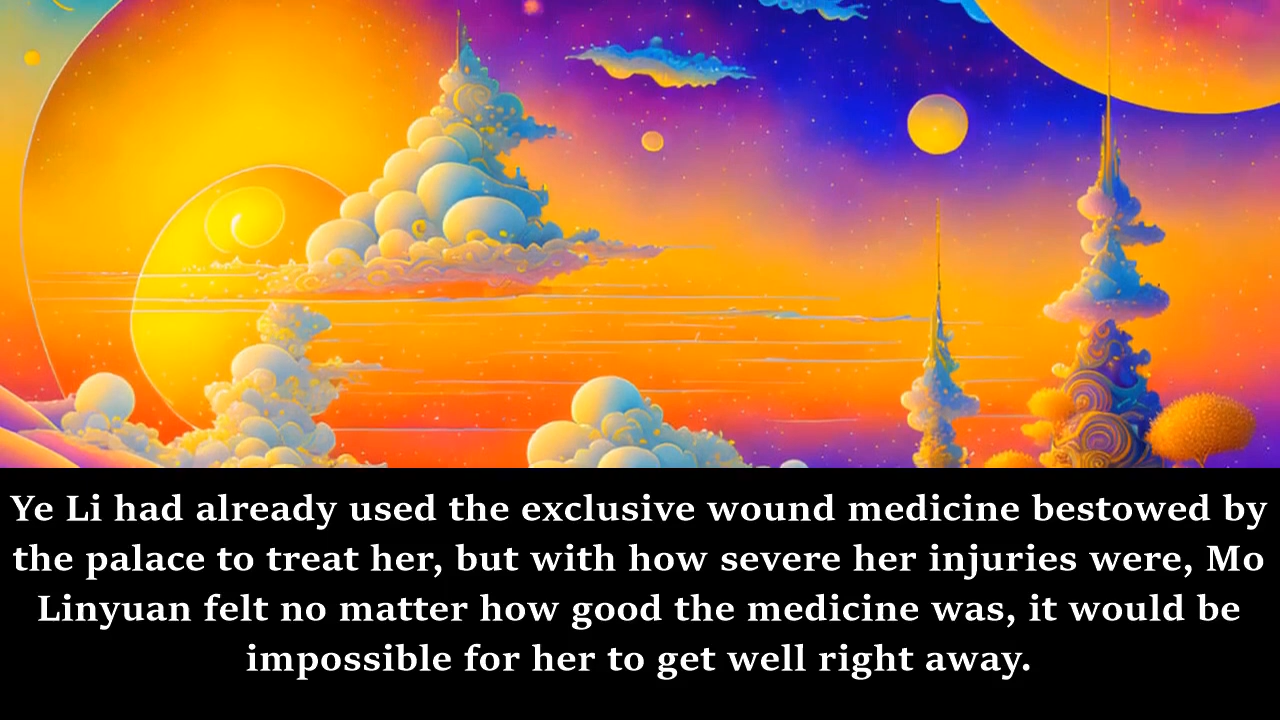 Ye Li had already used the exclusive wound medicine bestowed by
the palace to treat her, but with how severe her injuries were, Mo
Linyuan felt no matter how good the medicine was, it would be
impossible for her to get well right away.